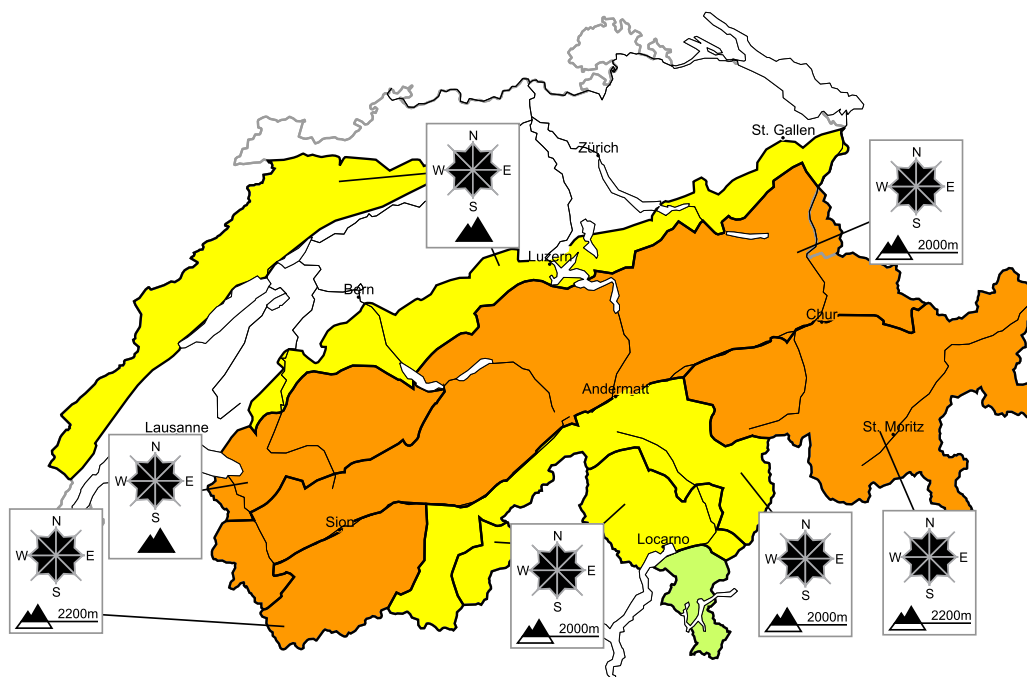 St. Gallen
Zürich
N
W E
S
N
W E
S
2000m
Luzern
Bern
Chur
Andermatt
Lausanne
St. Moritz
N
W E
S
Sion
Locarno
N
W E
S
2200m
N
W E
S
2000m
N
W E
S
2000m
N
W E
S
2200m